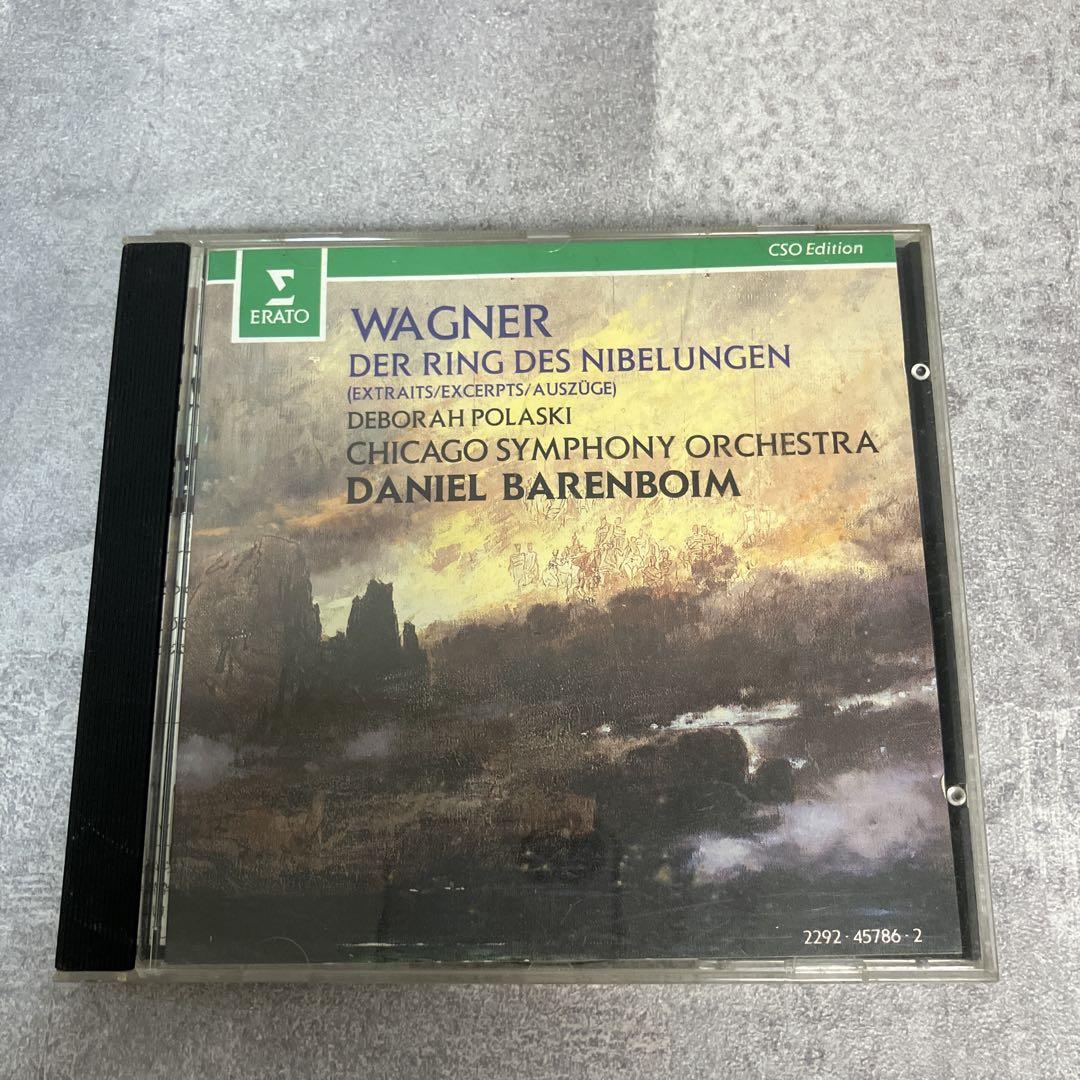 CSO Edition
Σ
ERATO
WAGNER
DER RING DES NIBELUNGEN
(EXTRAITS/EXCERPTS/AUSZÜGE)
DEBORAH POLASKI
CHICAGO SYMPHONY ORCHESTRA
DANIEL BARENBOIM
2292 · 45786 · 2